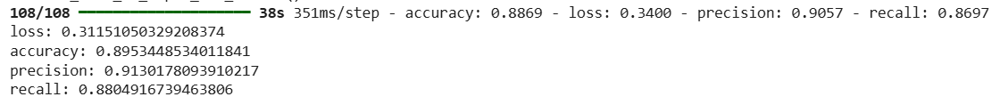 108/108 ━━━━━━━━━━━━━━━━━━━━ 38s 351ms/step - accuracy: 0.8869 - loss: 0.3400 - precision: 0.9057 - recall: 0.8697
loss: 0.31151050329208374
accuracy: 0.8953448534011841
precision: 0.9130178093910217
recall: 0.8804916739463806